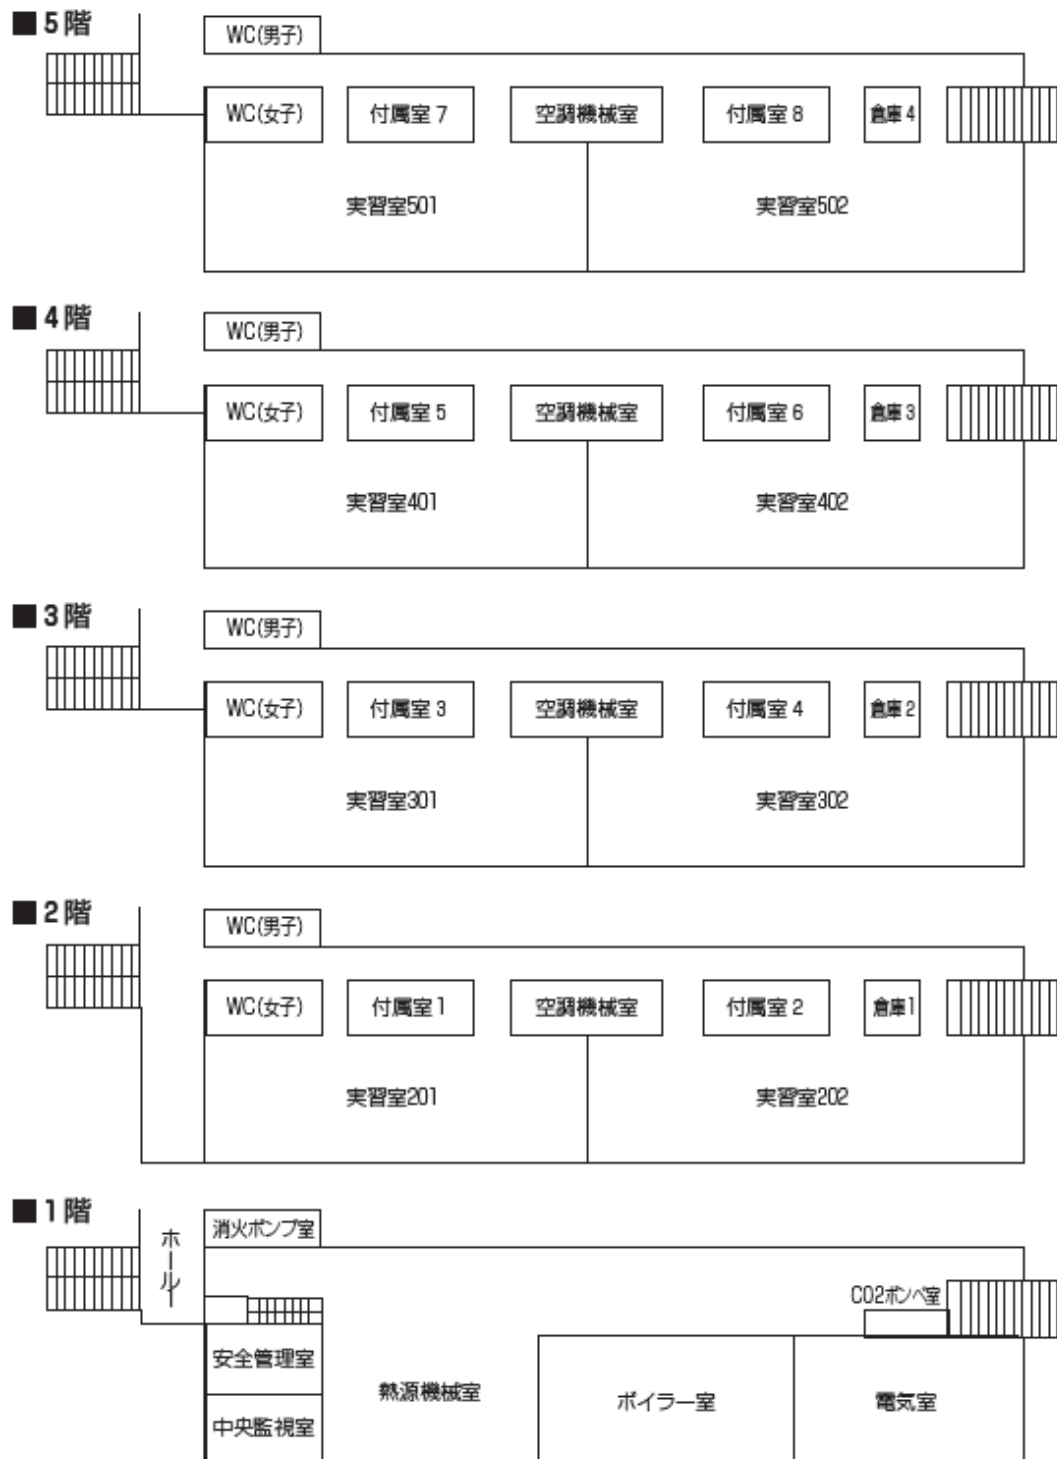 ■5階
WC(男子)
WC(女子) 付属室7 空調機械室 付属室8 倉庫4
実習室501 実習室502
■4階
WC(男子)
WC(女子) 付属室5 空調機械室 付属室6 倉庫3
実習室401 実習室402
■3階
WC(男子)
WC(女子) 付属室3 空調機械室 付属室4 倉庫2
実習室301 実習室302
■2階
WC(男子)
WC(女子) 付属室1 空調機械室 付属室2 倉庫1
実習室201 実習室202
■1階
ホール
消火ポンプ室
CO2ボンベ室
安全管理室
熱源機械室 ボイラー室 電気室
中央監視室